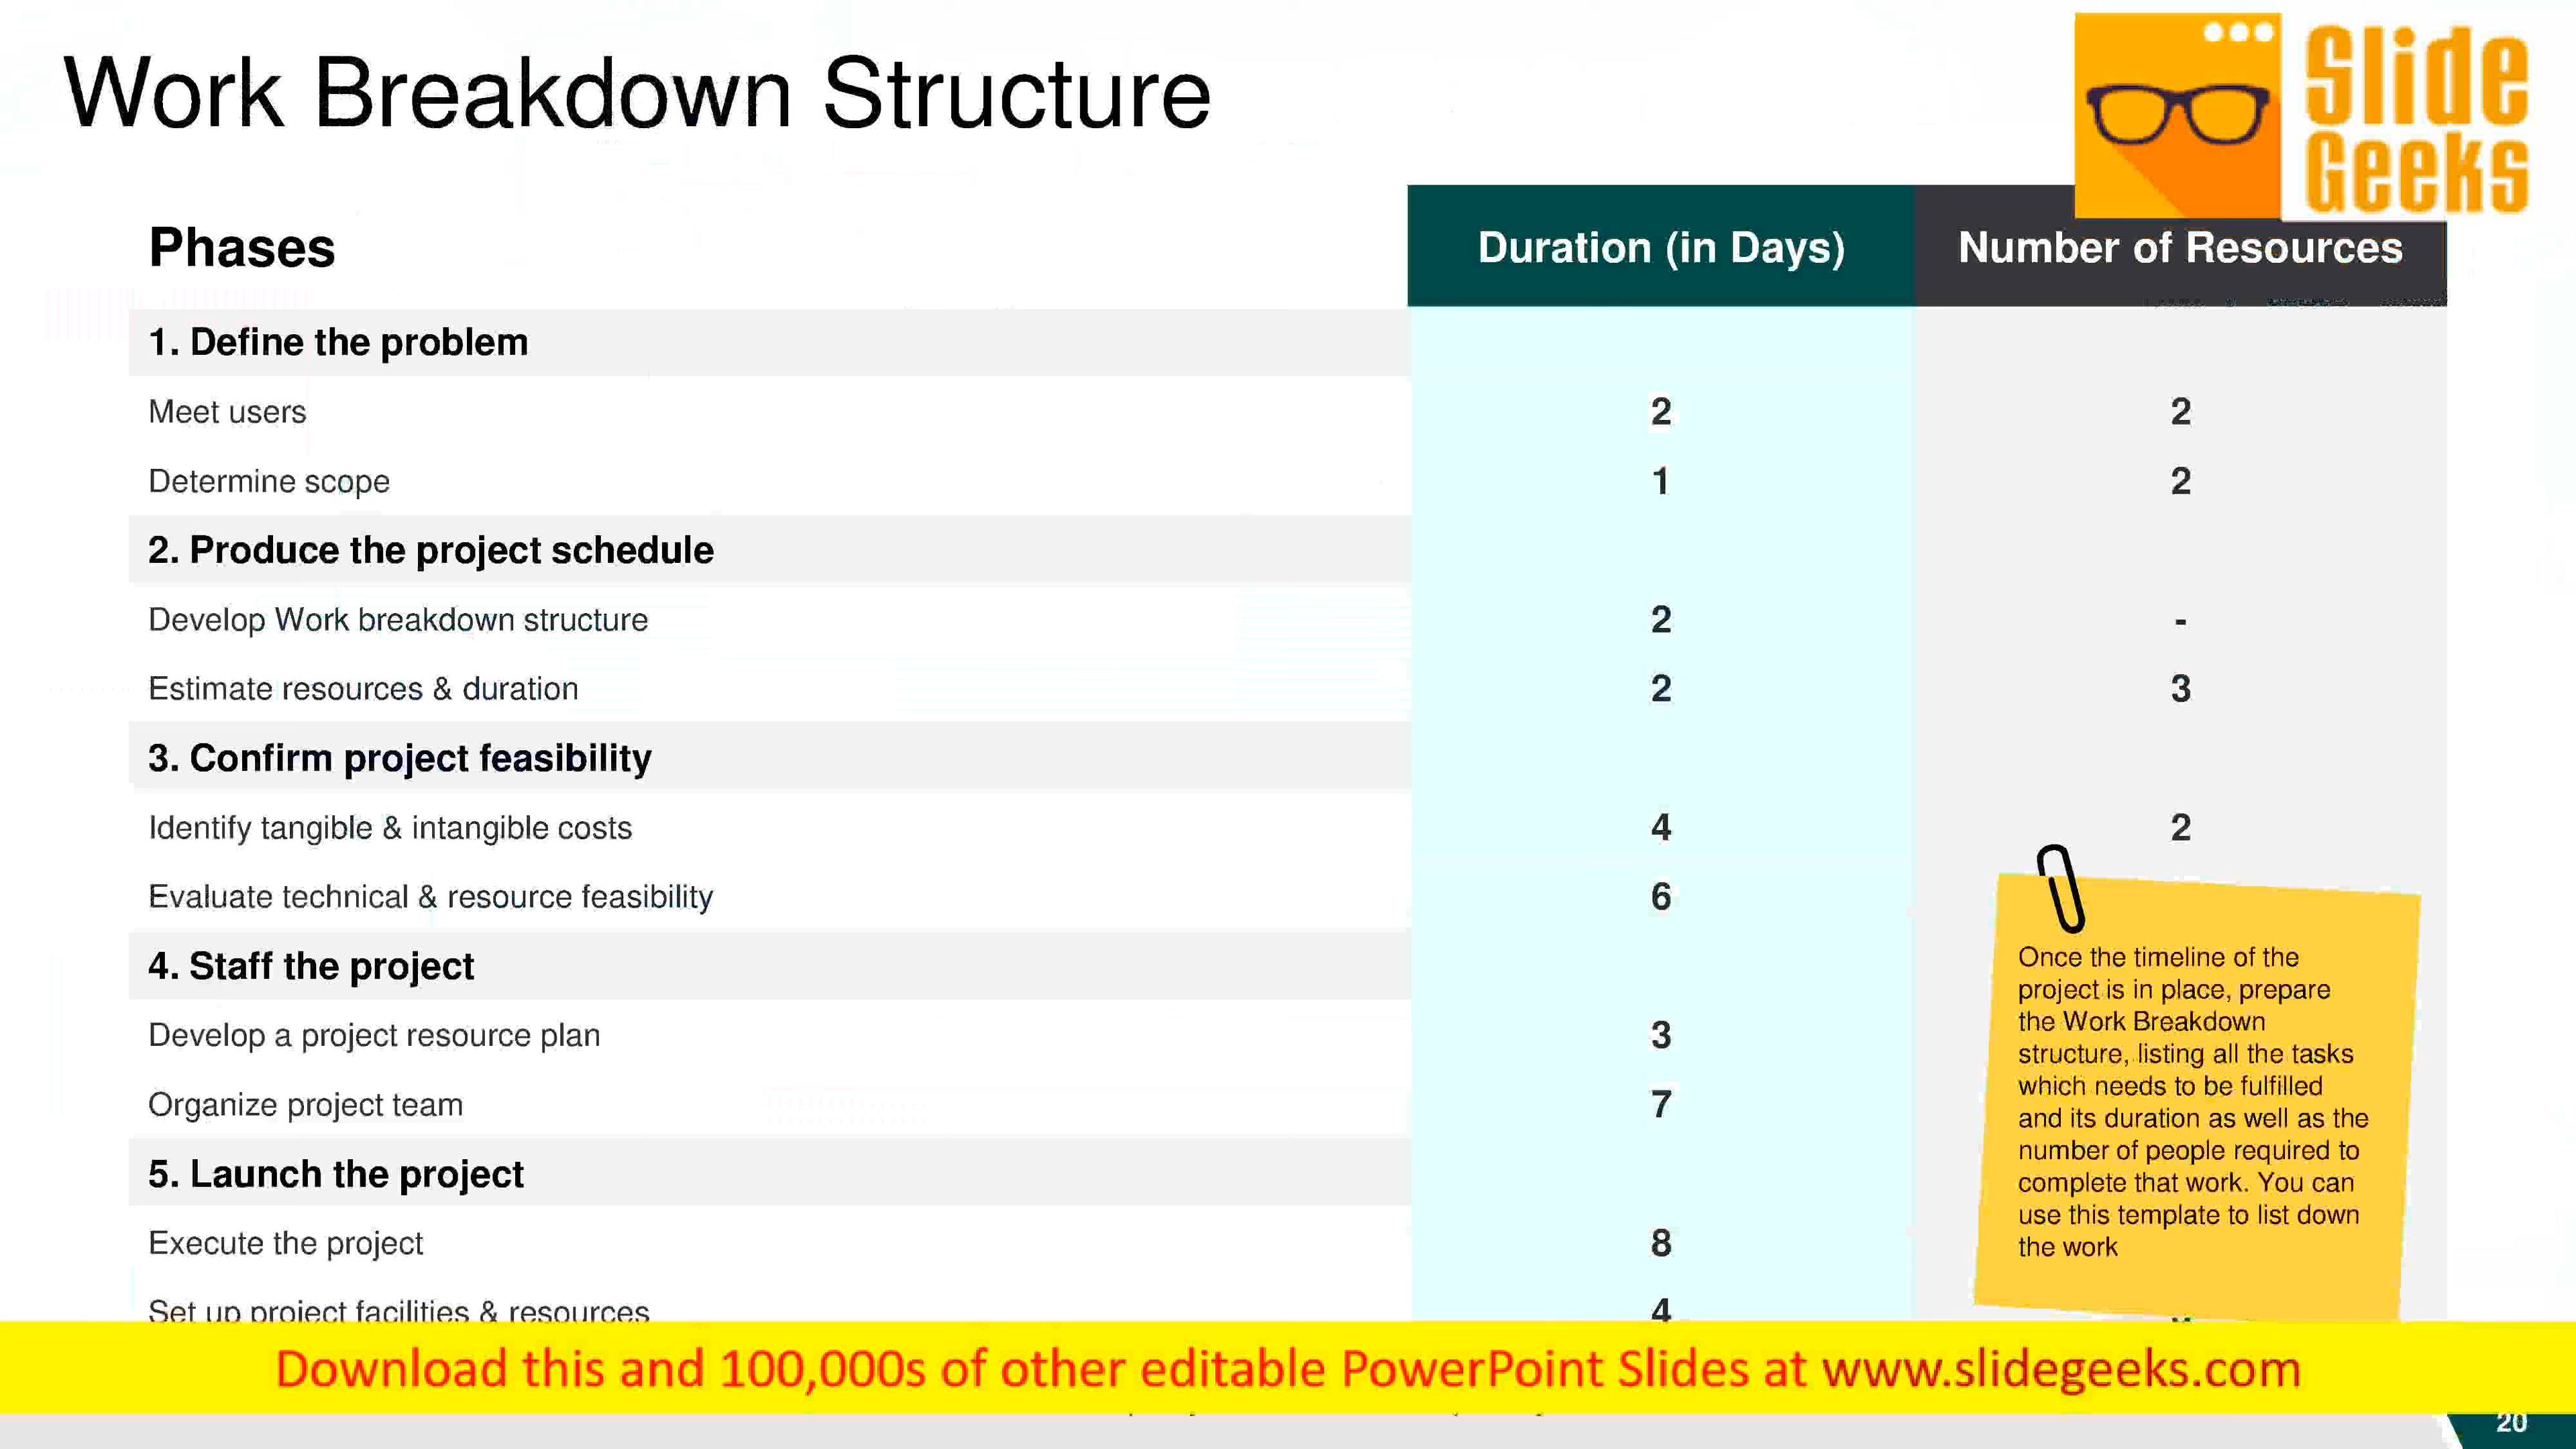 Work Breakdown Structure
Slide
Geeks
Phases Duration (in Days) Number of Resources
1. Define the problem
Meet users 2 2
Determine scope 1 2
2. Produce the project schedule
Develop Work breakdown structure 2 -
Estimate resources & duration 2 3
3. Confirm project feasibility
Identify tangible & intangible costs 4 2
Evaluate technical & resource feasibility 6
4. Staff the project
Develop a project resource plan 3
Organize project team 7
5. Launch the project
Execute the project 8
Set up project facilities & resources 4
Once the timeline of the
project is in place, prepare
the Work Breakdown
structure, listing all the tasks
which needs to be fulfilled
and its duration as well as the
number of people required to
complete that work. You can
use this template to list down
the work
Download this and 100,000s of other editable PowerPoint Slides at www.slidegeeks.com
20